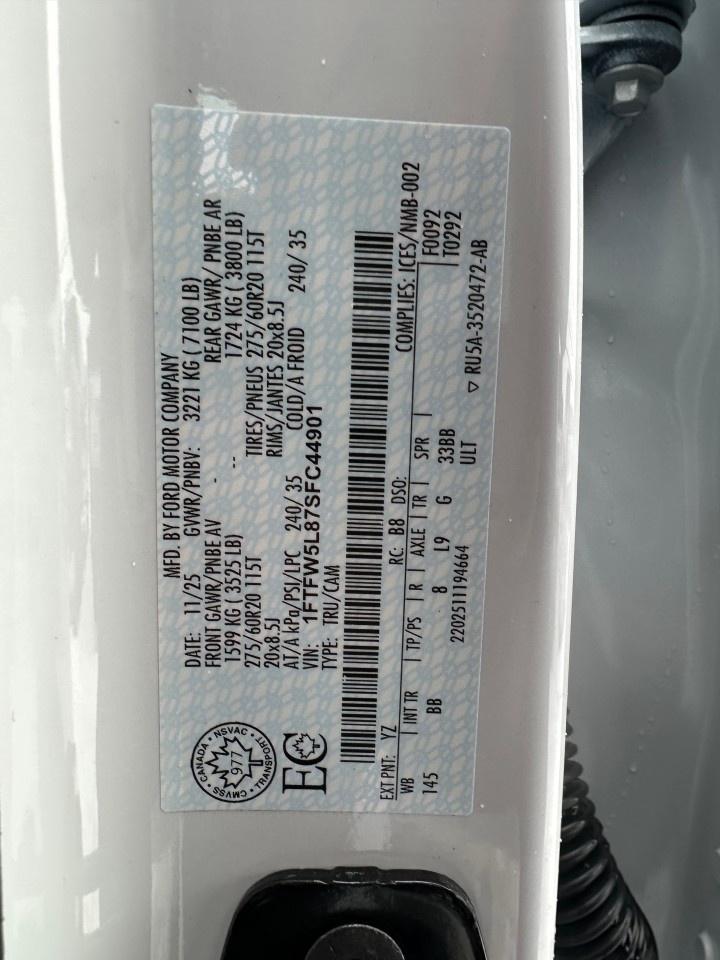 MFD. BY FORD MOTOR COMPANY
DATE: 11/25 GVWR/PNBV: 3221 KG ( 7100 LB)
FRONT GAWR/PNBE AV REAR GAWR/ PNBE AR
1599 KG ( 3525 LB) -- 1724 KG ( 3800 LB)
275/60R20 115T -- TIRES/PNEUS 275/60R20 115T
20x8.5J RIMS/JANTES 20x8.5J
AT/A kPa/PSI/LPC 240/ 35 COLD/A FROID 240/ 35
VIN: 1FTFW5L87SFC44901
TYPE: TRU/CAM
CANADA • NSVAC • TRANSPORT • CMVSS •
977
EC
EXT PNT: YZ RC: B8 DSO: COMPLIES: ICES/NMB-002
WB | INT TR | TP/PS | R | AXLE | TR | SPR | F0092
145 BB 8 L9 G 33BB T0292
2202511194664 ULT
▽ RU5A-3520472-AB